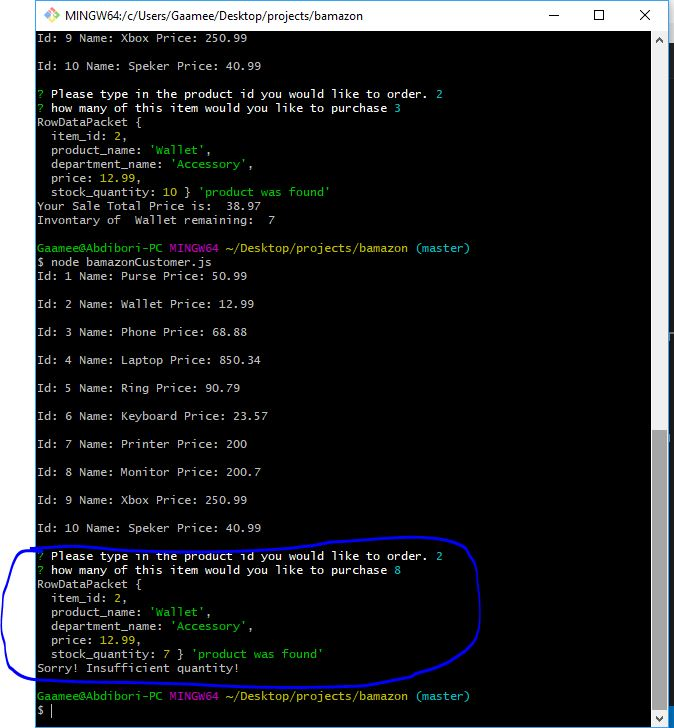 MINGW64:/c/Users/Gaamee/Desktop/projects/bamazon
Id: 9 Name: Xbox Price: 250.99
Id: 10 Name: Speker Price: 40.99
? Please type in the product id you would like to order. 2
? how many of this item would you like to purchase 3
RowDataPacket {
item_id: 2,
product_name: 'Wallet',
department_name: 'Accessory',
price: 12.99,
stock_quantity: 10 } 'product was found'
Your Sale Total Price is:  38.97
Invontary of  Wallet remaining:  7
Gaamee@Abdibori-PC MINGW64 ~/Desktop/projects/bamazon (master)
$ node bamazonCustomer.js
Id: 1 Name: Purse Price: 50.99
Id: 2 Name: Wallet Price: 12.99
Id: 3 Name: Phone Price: 68.88
Id: 4 Name: Laptop Price: 850.34
Id: 5 Name: Ring Price: 90.79
Id: 6 Name: Keyboard Price: 23.57
Id: 7 Name: Printer Price: 200
Id: 8 Name: Monitor Price: 200.7
Id: 9 Name: Xbox Price: 250.99
Id: 10 Name: Speker Price: 40.99
? Please type in the product id you would like to order. 2
? how many of this item would you like to purchase 8
RowDataPacket {
item_id: 2,
product_name: 'Wallet',
department_name: 'Accessory',
price: 12.99,
stock_quantity: 7 } 'product was found'
Sorry! Insufficient quantity!
Gaamee@Abdibori-PC MINGW64 ~/Desktop/projects/bamazon (master)
$